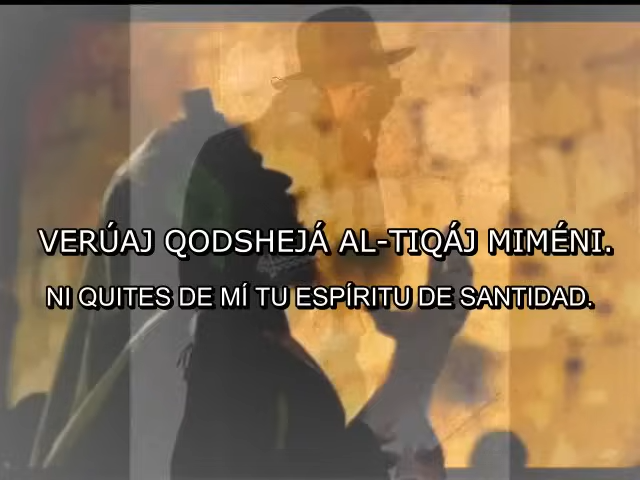 VERÚAJ QODSHEJÁ AL-TIQÁJ MIMÉNI.
NI QUITES DE MÍ TU ESPÍRITU DE SANTIDAD.